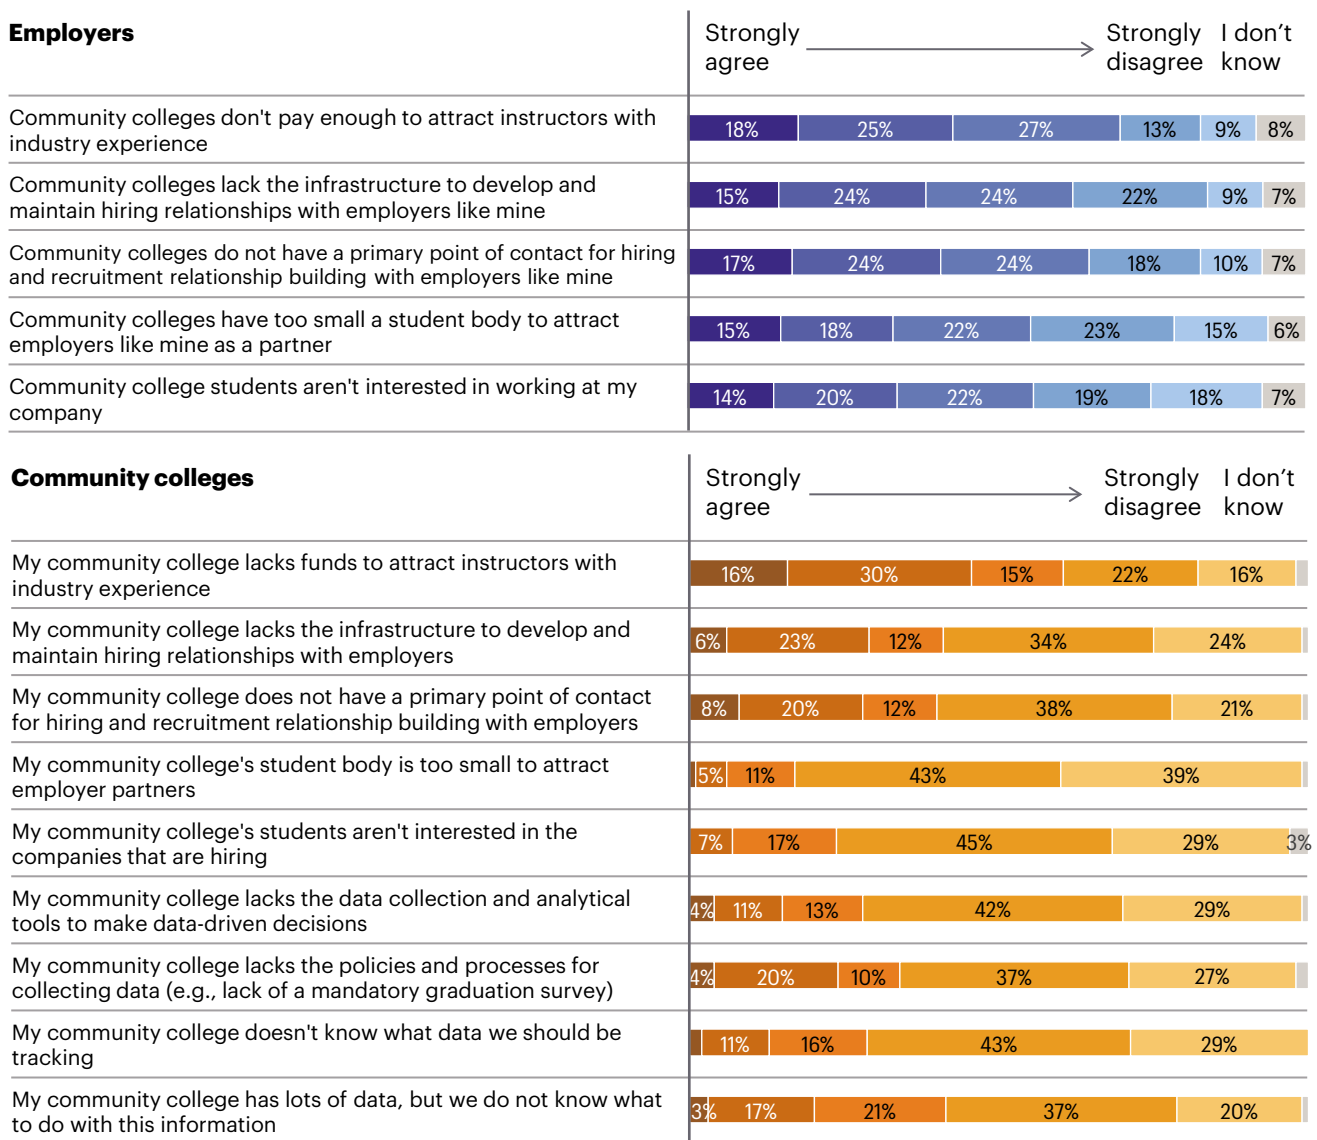 Employers
Strongly
agree
Strongly
disagree
I don’t
know
Community colleges don't pay enough to attract instructors with
industry experience
18% 25% 27% 13% 9% 8%
Community colleges lack the infrastructure to develop and
maintain hiring relationships with employers like mine
15% 24% 24% 22% 9% 7%
Community colleges do not have a primary point of contact for hiring
and recruitment relationship building with employers like mine
17% 24% 24% 18% 10% 7%
Community colleges have too small a student body to attract
employers like mine as a partner
15% 18% 22% 23% 15% 6%
Community college students aren't interested in working at my
company
14% 20% 22% 19% 18% 7%
Community colleges
Strongly
agree
Strongly
disagree
I don’t
know
My community college lacks funds to attract instructors with
industry experience
16% 30% 15% 22% 16%
My community college lacks the infrastructure to develop and
maintain hiring relationships with employers
6% 23% 12% 34% 24%
My community college does not have a primary point of contact
for hiring and recruitment relationship building with employers
8% 20% 12% 38% 21%
My community college's student body is too small to attract
employer partners
5% 11% 43% 39%
My community college's students aren't interested in the
companies that are hiring
7% 17% 45% 29% 3%
My community college lacks the data collection and analytical
tools to make data-driven decisions
4% 11% 13% 42% 29%
My community college lacks the policies and processes for
collecting data (e.g., lack of a mandatory graduation survey)
4% 20% 10% 37% 27%
My community college doesn't know what data we should be
tracking
11% 16% 43% 29%
My community college has lots of data, but we do not know what
to do with this information
3% 17% 21% 37% 20%